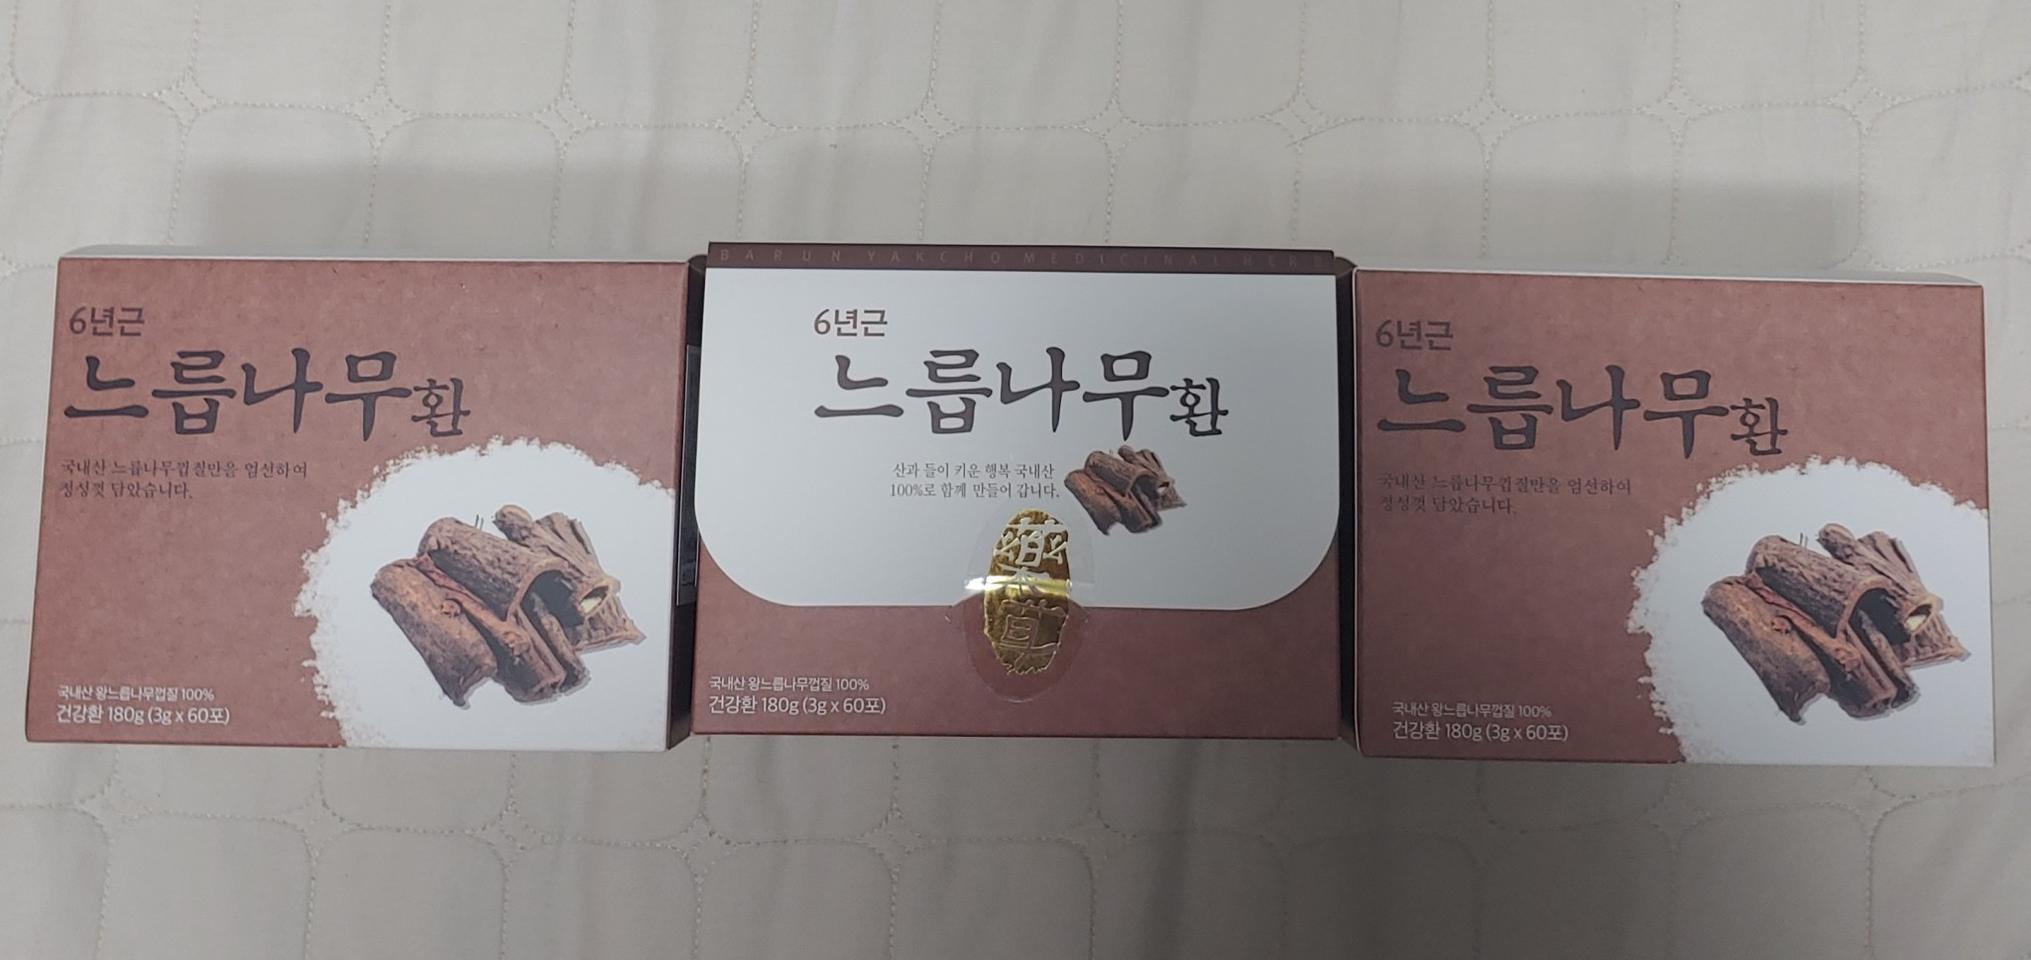 6년근
느릅나무환
국내산 느릅나무껍질만을 엄선하여
정성껏 담았습니다.
국내산 왕느릅나무껍질 100%
건강환 180g (3g x 60포)
BARUN YAKCHO MEDICINAL HERB
6년근
느릅나무환
산과 들이 키운 행복 국내산
100%로 함께 만들어 갑니다.
국내산 왕느릅나무껍질 100%
건강환 180g (3g x 60포)
6년근
느릅나무환
국내산 느릅나무껍질만을 엄선하여
정성껏 담았습니다.
국내산 왕느릅나무껍질 100%
건강환 180g (3g x 60포)